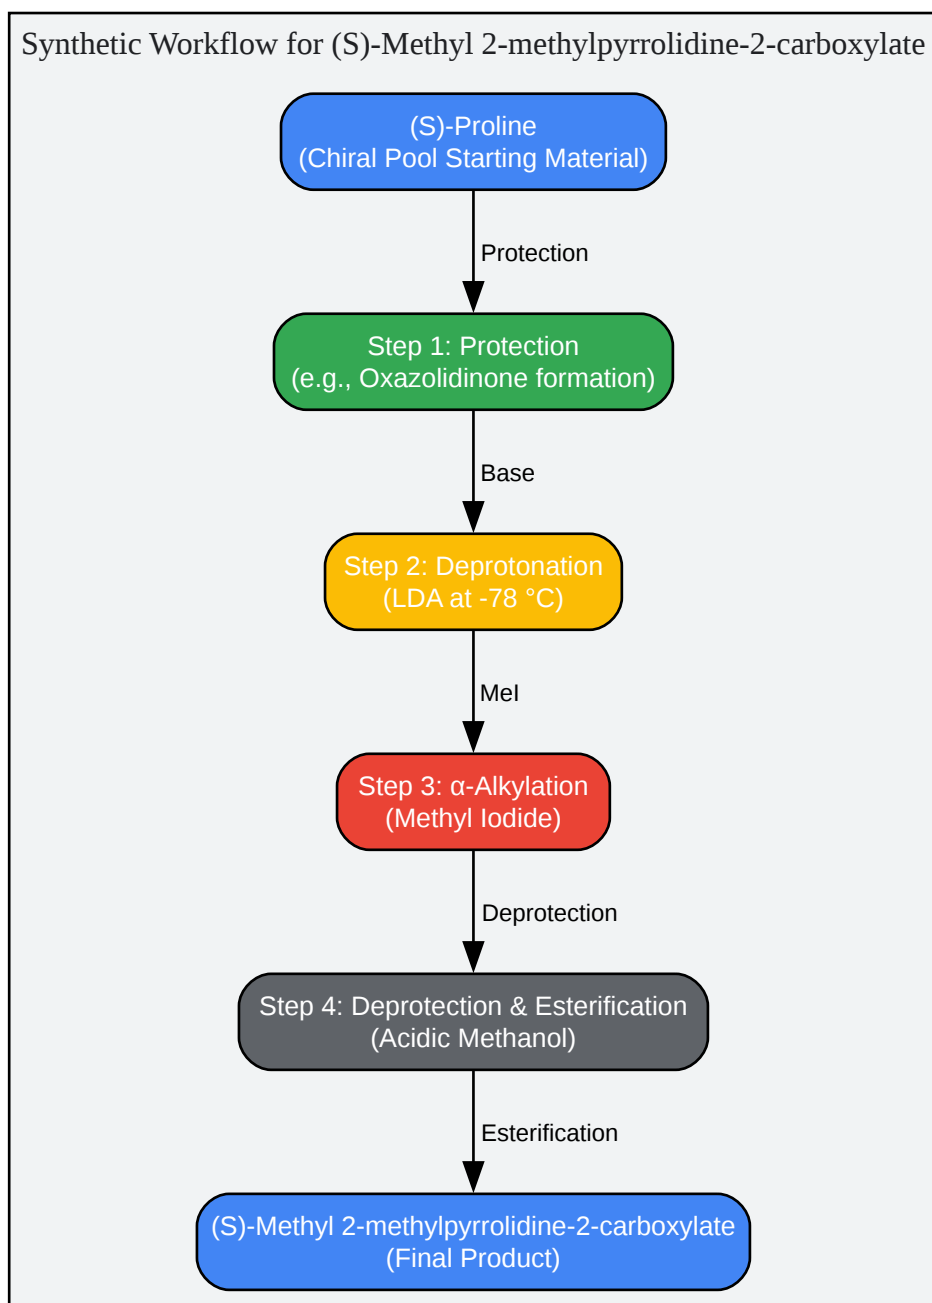 Synthetic Workflow for (S)-Methyl 2-methylpyrrolidine-2-carboxylate
(S)-Proline
(Chiral Pool Starting Material)
Protection
Step 1: Protection
(e.g., Oxazolidinone formation)
Base
Step 2: Deprotonation
(LDA at -78 °C)
MeI
Step 3: α-Alkylation
(Methyl Iodide)
Deprotection
Step 4: Deprotection & Esterification
(Acidic Methanol)
Esterification
(S)-Methyl 2-methylpyrrolidine-2-carboxylate
(Final Product)